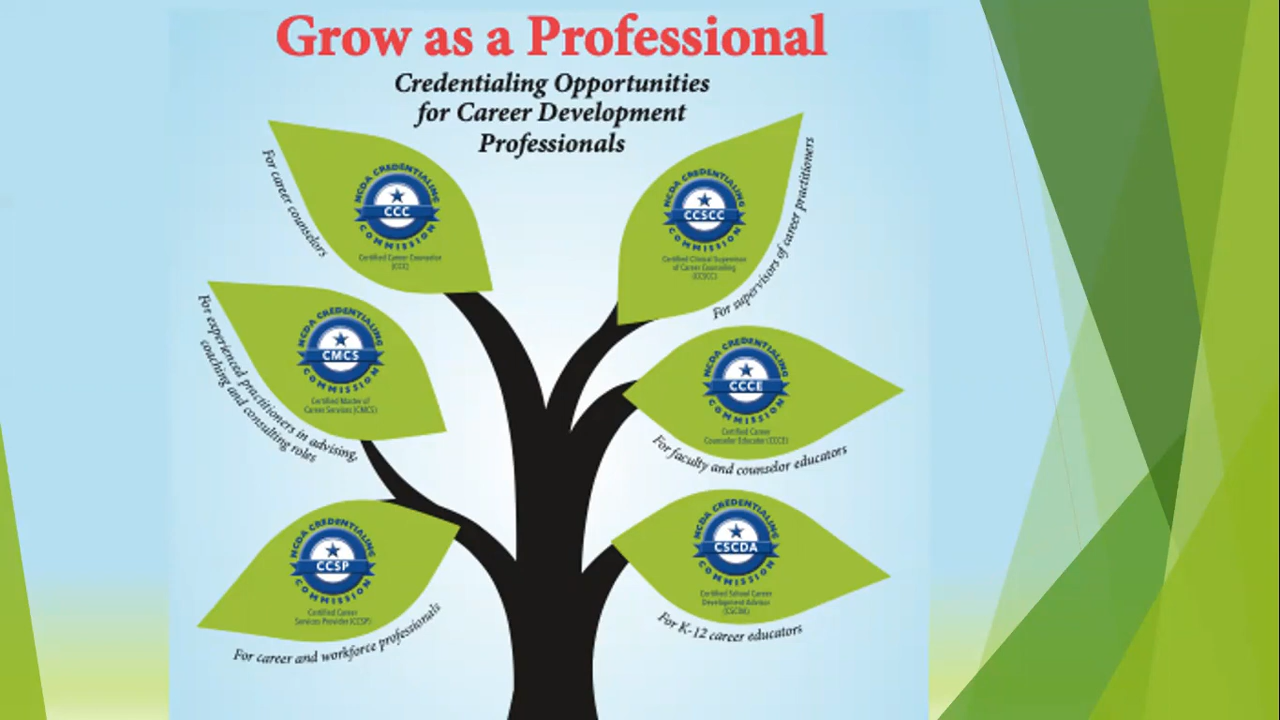 Grow as a Professional
Credentialing Opportunities
for Career Development
Professionals
For career counselors
NCDA CREDENTIALING
CCC
COMMISSION
Certified Career Counselor
(CCC)
NCDA CREDENTIALING
CCSCC
COMMISSION
Certified Clinical Supervisor
of Career Counseling
(CCSCC)
For supervisors of career practitioners
For experienced practitioners in advising,
coaching and consulting roles
NCDA CREDENTIALING
CMCS
COMMISSION
Certified Master of
Career Services (CMCS)
NCDA CREDENTIALING
CCCE
COMMISSION
Certified Career
Counselor Educator (CCCE)
For faculty and counselor educators
NCDA CREDENTIALING
CCSP
COMMISSION
Certified Career
Services Provider (CCSP)
For career and workforce professionals
NCDA CREDENTIALING
CSCDA
COMMISSION
Certified School Career
Development Advisor
(CSCDA)
For K-12 career educators